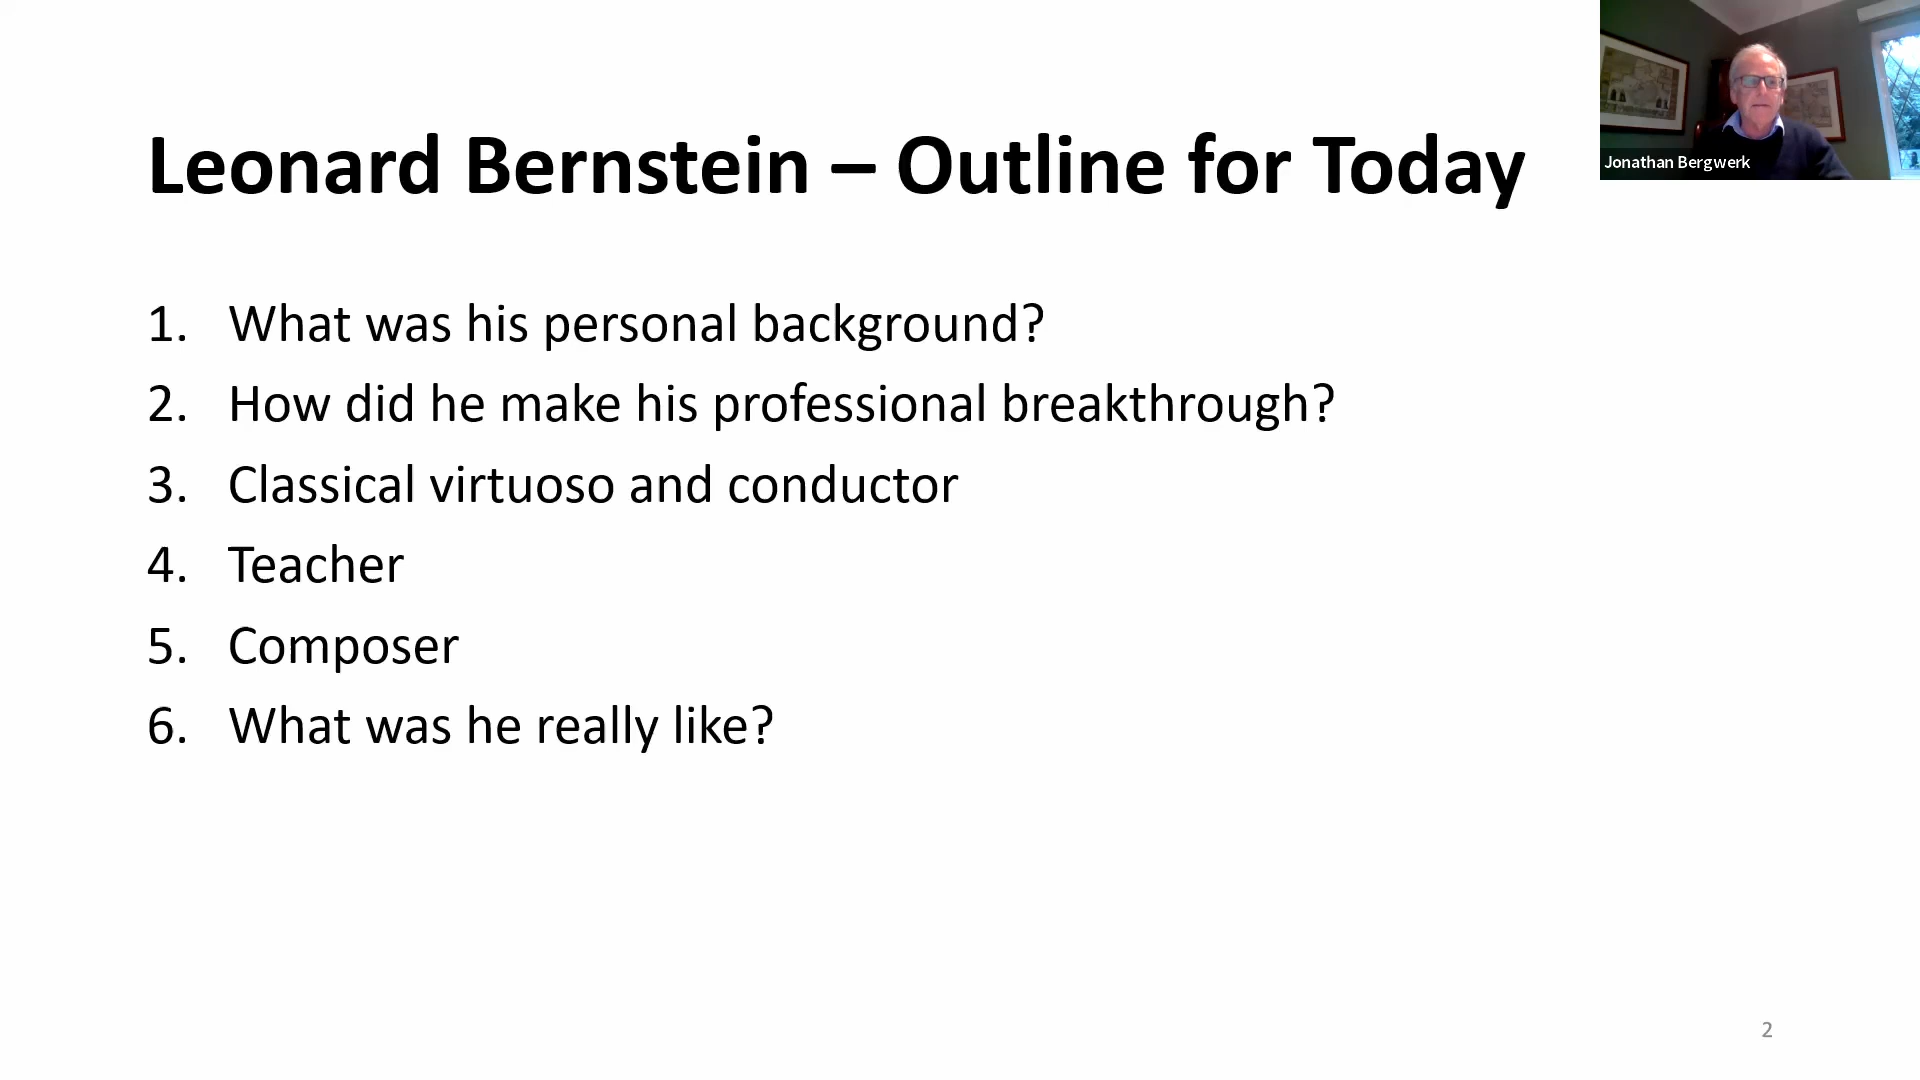 Leonard Bernstein – Outline for Today
Jonathan Bergwerk
1. What was his personal background?
2. How did he make his professional breakthrough?
3. Classical virtuoso and conductor
4. Teacher
5. Composer
6. What was he really like?
2